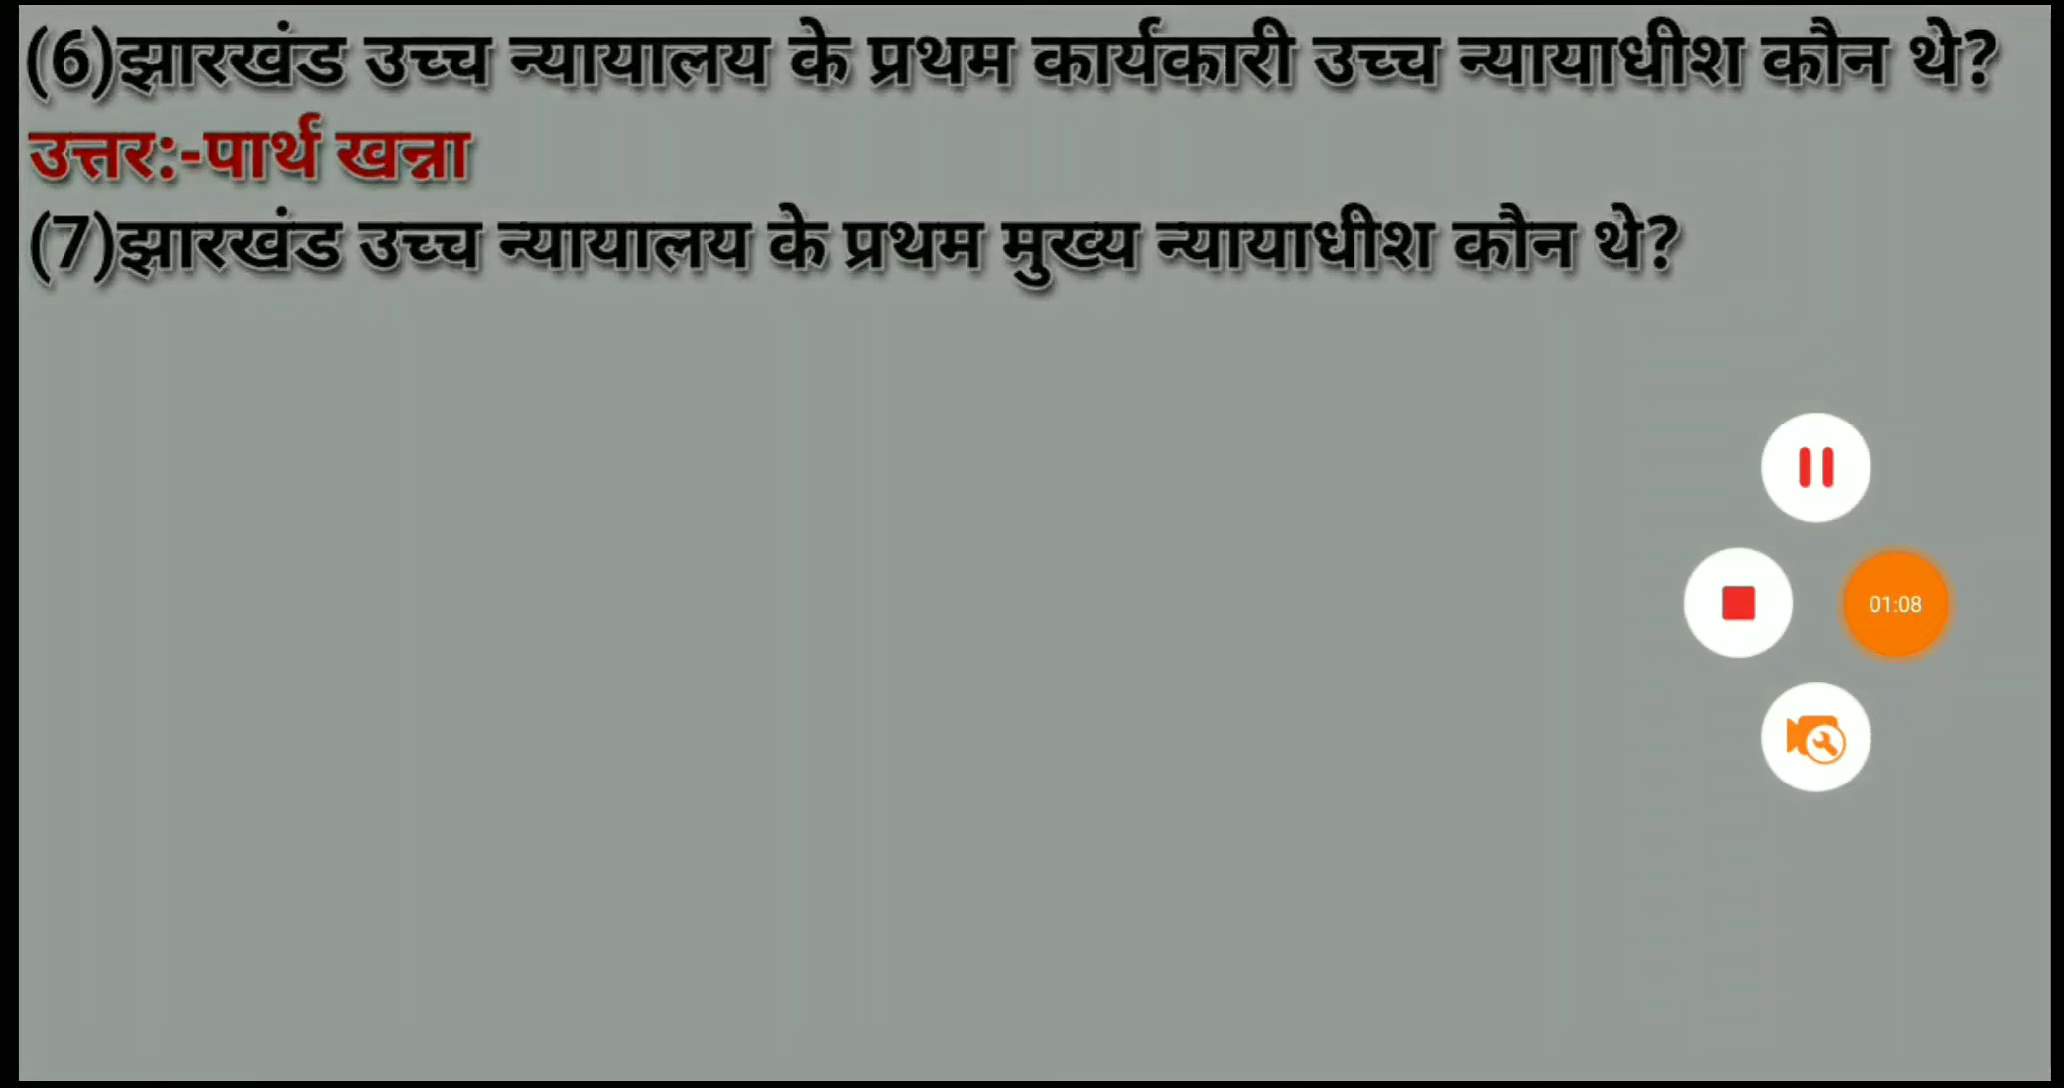 (6)झारखंड उच्च न्यायालय के प्रथम कार्यकारी उच्च न्यायाधीश कौन थे?
उत्तर:-पार्थ खन्ना
(7)झारखंड उच्च न्यायालय के प्रथम मुख्य न्यायाधीश कौन थे?
01:08